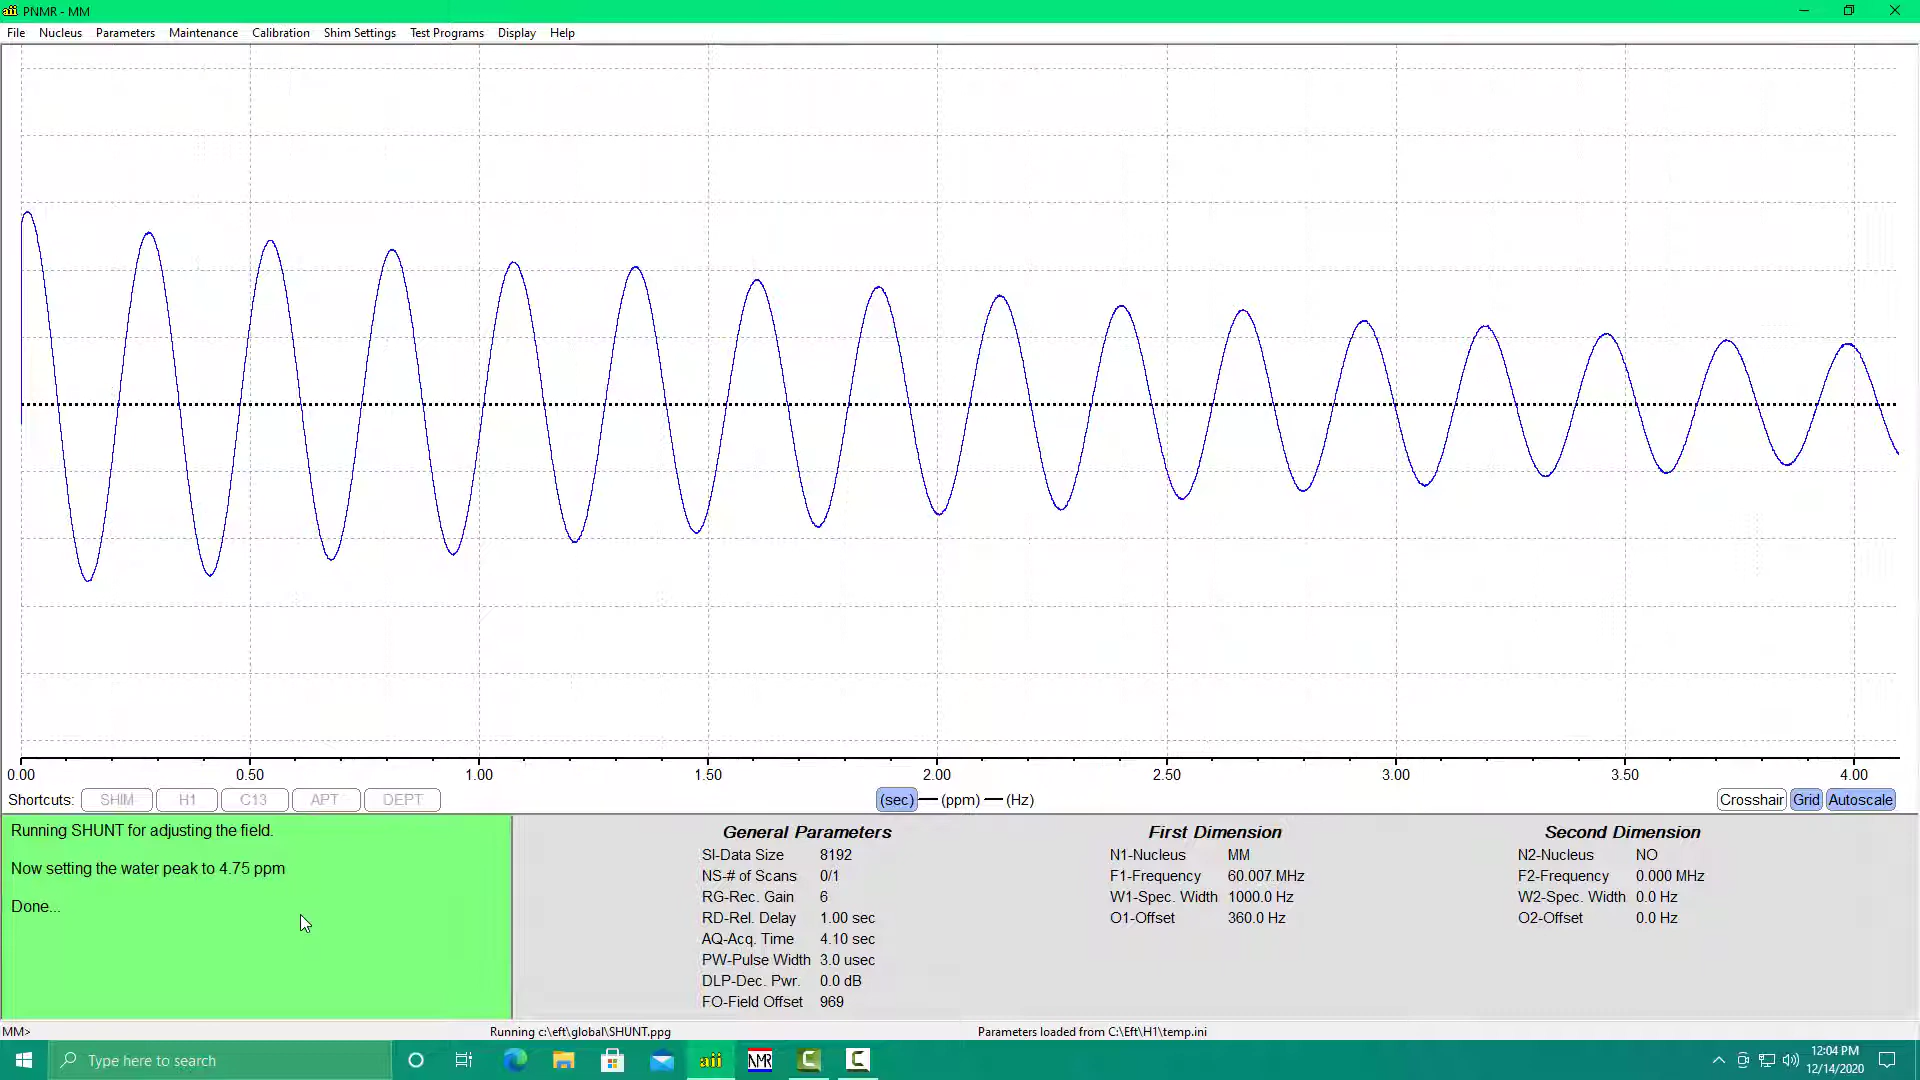 aii PNMR - MM
File Nucleus Parameters Maintenance Calibration Shim Settings Test Programs Display Help
0.00 0.50 1.00 1.50 2.00 2.50 3.00 3.50 4.00
Shortcuts: SHIM H1 C13 APT DEPT (sec) (ppm) (Hz) Crosshair Grid Autoscale
Running SHUNT for adjusting the field.
Now setting the water peak to 4.75 ppm
Done...
General Parameters
SI-Data Size 8192
NS-# of Scans 0/1
RG-Rec. Gain 6
RD-Rel. Delay 1.00 sec
AQ-Acq. Time 4.10 sec
PW-Pulse Width 3.0 usec
DLP-Dec. Pwr. 0.0 dB
FO-Field Offset 969
First Dimension
N1-Nucleus MM
F1-Frequency 60.007 MHz
W1-Spec. Width 1000.0 Hz
O1-Offset 360.0 Hz
Second Dimension
N2-Nucleus NO
F2-Frequency 0.000 MHz
W2-Spec. Width 0.0 Hz
O2-Offset 0.0 Hz
MM> Running c:\eft\global\SHUNT.ppg Parameters loaded from C:\Eft\H1\temp.ini
Type here to search aii NMR C C 12:04 PM
12/14/2020